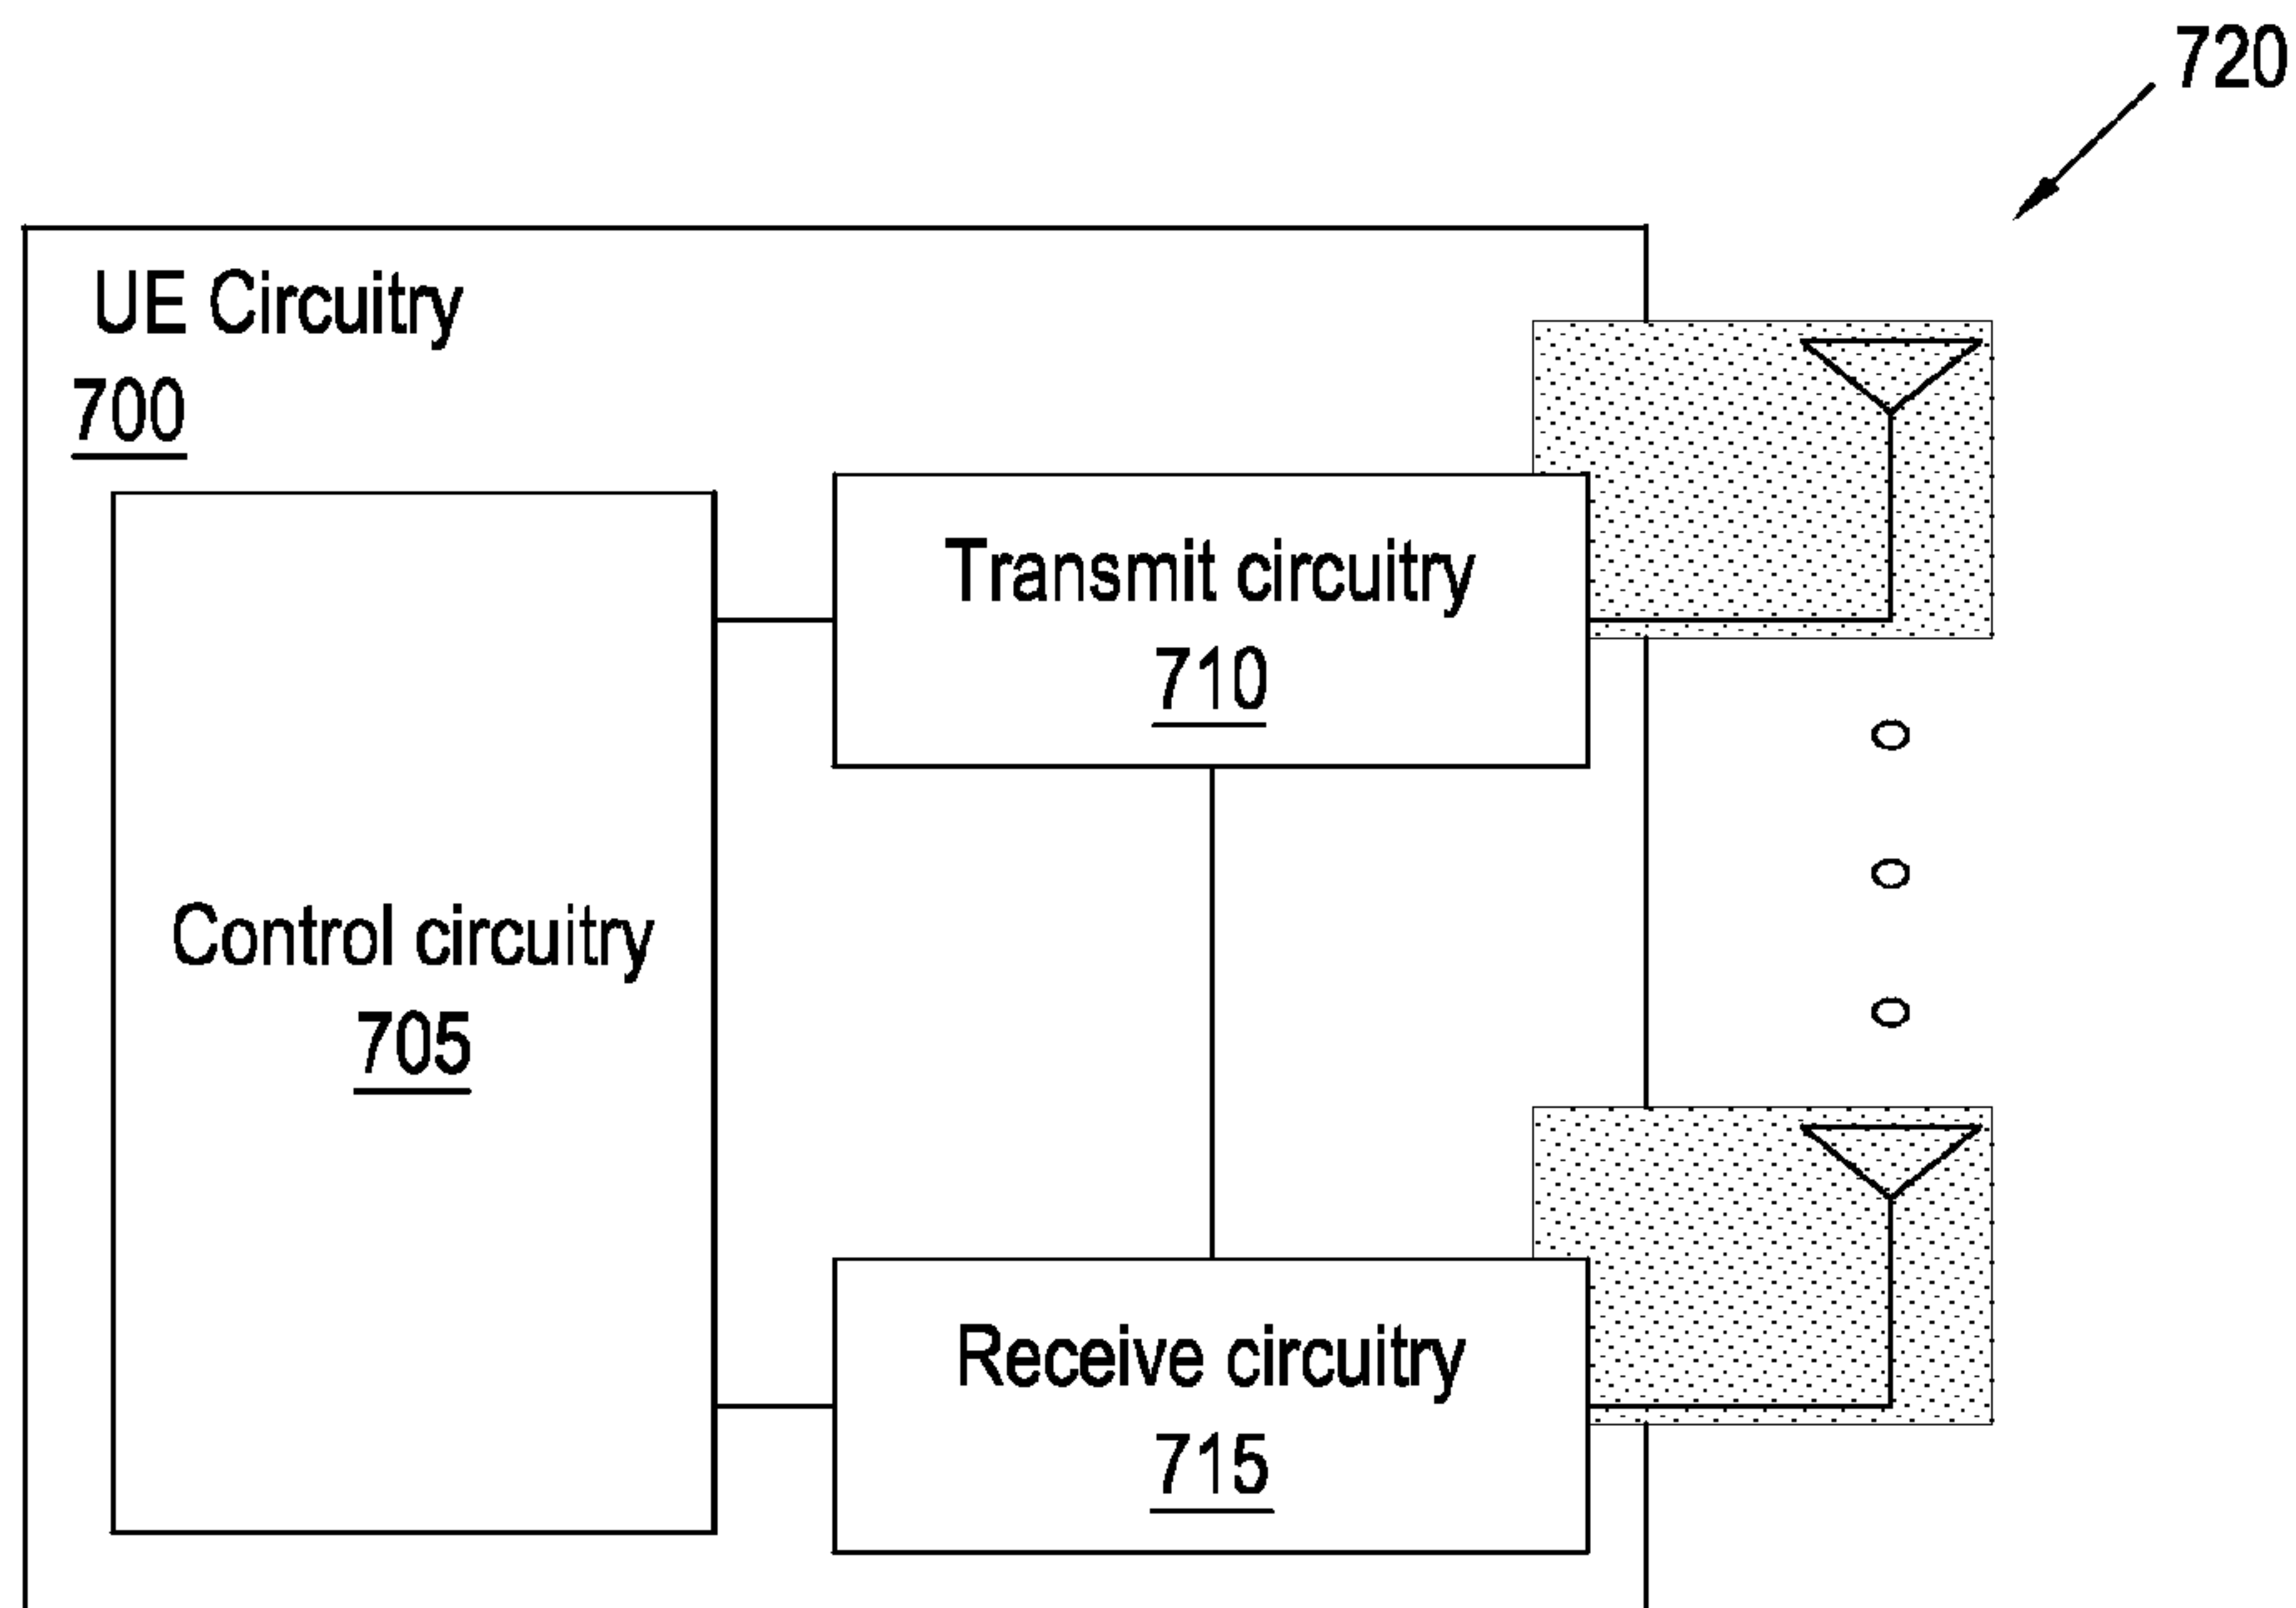 720
UE Circuitry
700
Transmit circuitry
710
Control circuitry
705
Receive circuitry
715